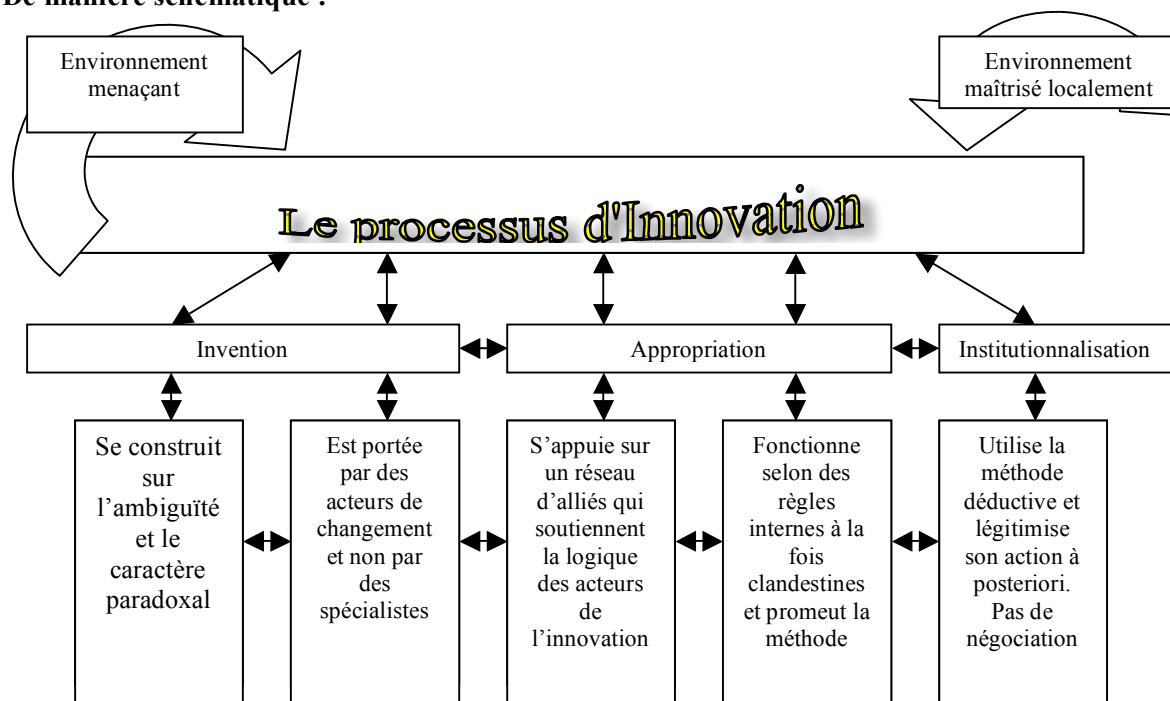 De manière schématique :
Environnement
menaçant
Environnement
maîtrisé localement
Le processus d'Innovation
Invention
Appropriation
Institutionnalisation
Se construit
sur
l'ambiguïté
et le
caractère
paradoxal
Est portée
par des
acteurs de
changement
et non par
des
spécialistes
S'appuie sur
un réseau
d'alliés qui
soutiennent
la logique
des acteurs
de
l'innovation
Fonctionne
selon des
règles
internes à la
fois
clandestines
et promeut la
méthode
Utilise la
méthode
déductive et
légitimise
son action à
posteriori.
Pas de
négociation